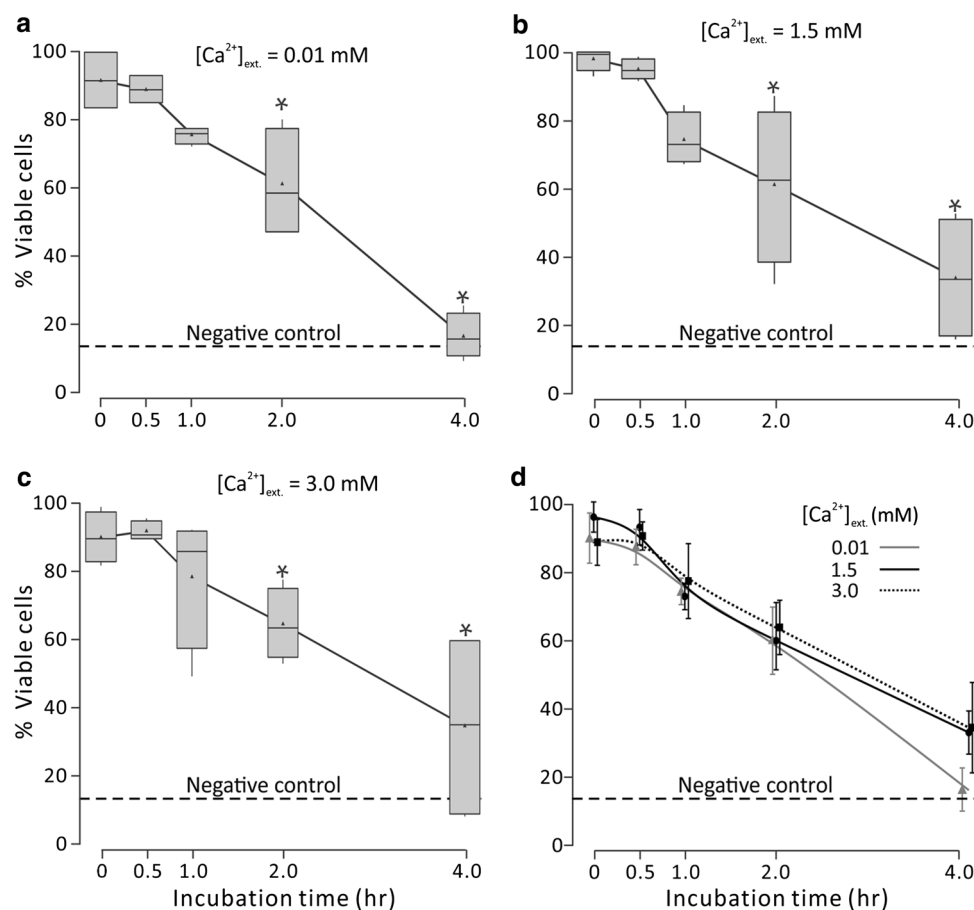 a
[Ca²⁺]ext. = 0.01 mM
% Viable cells
100
80
60
40
20
0
*
*
Negative control
0 0.5 1.0 2.0 4.0
b
[Ca²⁺]ext. = 1.5 mM
100
80
60
40
20
0
*
*
Negative control
0 0.5 1.0 2.0 4.0
c
[Ca²⁺]ext. = 3.0 mM
% Viable cells
100
80
60
40
20
0
*
*
Negative control
0 0.5 1.0 2.0 4.0
Incubation time (hr)
d
[Ca²⁺]ext. (mM)
0.01
1.5
3.0
100
80
60
40
20
0
Negative control
0 0.5 1.0 2.0 4.0
Incubation time (hr)